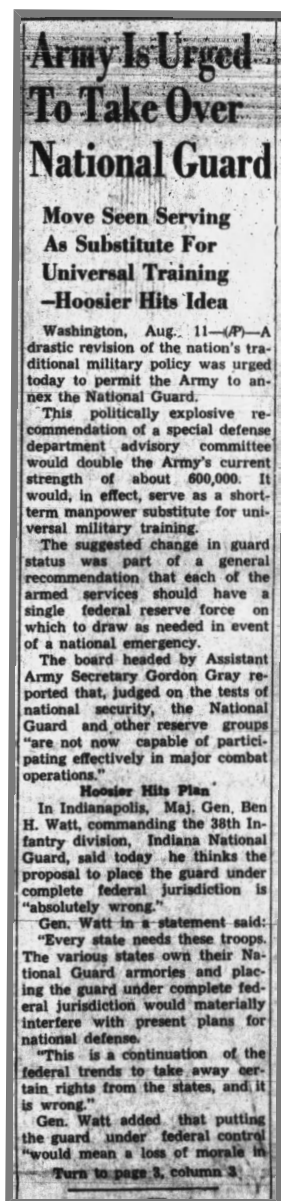 Army Is Urged
To Take Over
National Guard
Move Seen Serving
As Substitute For
Universal Training
—Hoosier Hits Idea
Washington, Aug. 11—(AP)—A
drastic revision of the nation's tra-
ditional military policy was urged
today to permit the Army to an-
nex the National Guard.
This politically explosive re-
commendation of a special defense
department advisory committee
would double the Army's current
strength of about 600,000. It
would, in effect, serve as a short-
term manpower substitute for uni-
versal military training.
The suggested change in guard
status was part of a general
recommendation that each of the
armed services should have a
single federal reserve force on
which to draw as needed in event
of a national emergency.
The board headed by Assistant
Army Secretary Gordon Gray re-
ported that, judged on the tests of
national security, the National
Guard and other reserve groups
"are not now capable of partici-
pating effectively in major combat
operations."
Hoosier Hits Plan
In Indianapolis, Maj. Gen. Ben
H. Watt, commanding the 38th In-
fantry division, Indiana National
Guard, said today he thinks the
proposal to place the guard under
complete federal jurisdiction is
"absolutely wrong."
Gen. Watt in a statement said:
"Every state needs these troops.
The various states own their Na-
tional Guard armories and plac-
ing the guard under complete fed-
eral jurisdiction would materially
interfere with present plans for
national defense.
"This is a continuation of the
federal trends to take away cer-
tain rights from the states, and it
is wrong."
Gen. Watt added that putting
the guard under federal control
"would mean a loss of morale in
Turn to page 3, column 3